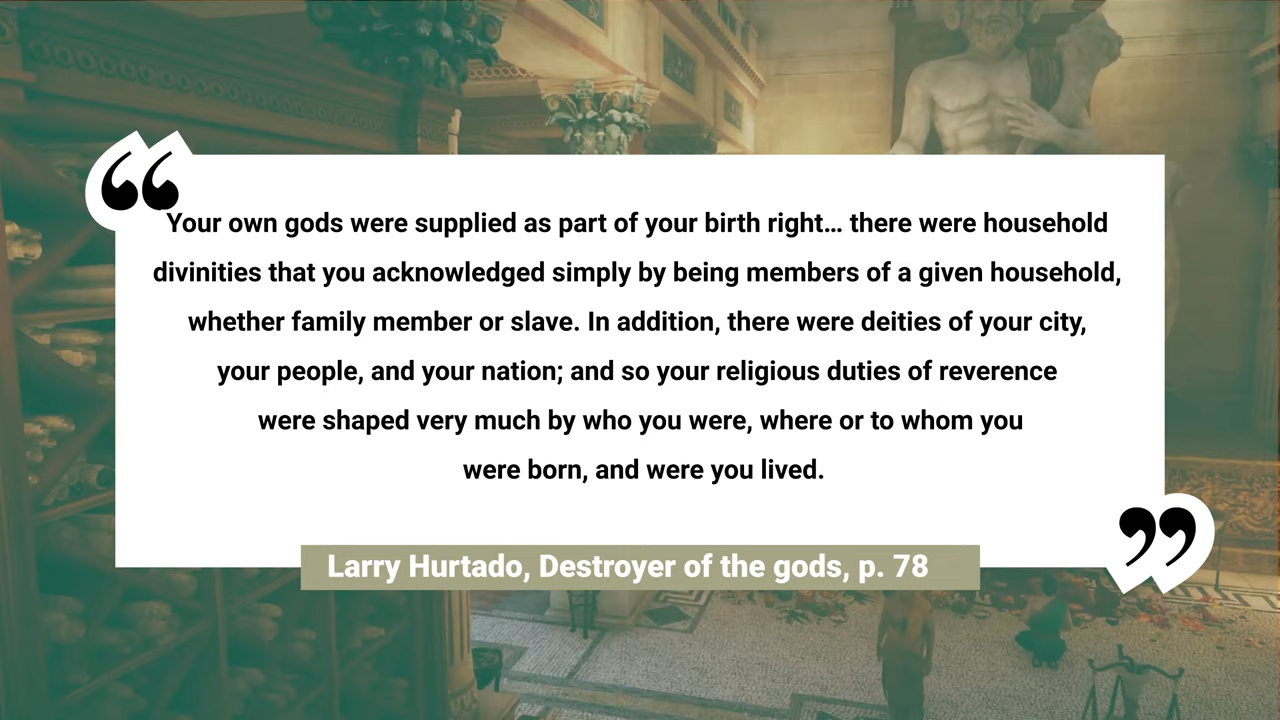 Your own gods were supplied as part of your birth right... there were household
divinities that you acknowledged simply by being members of a given household,
whether family member or slave. In addition, there were deities of your city,
your people, and your nation; and so your religious duties of reverence
were shaped very much by who you were, where or to whom you
were born, and were you lived.
Larry Hurtado, Destroyer of the gods, p. 78